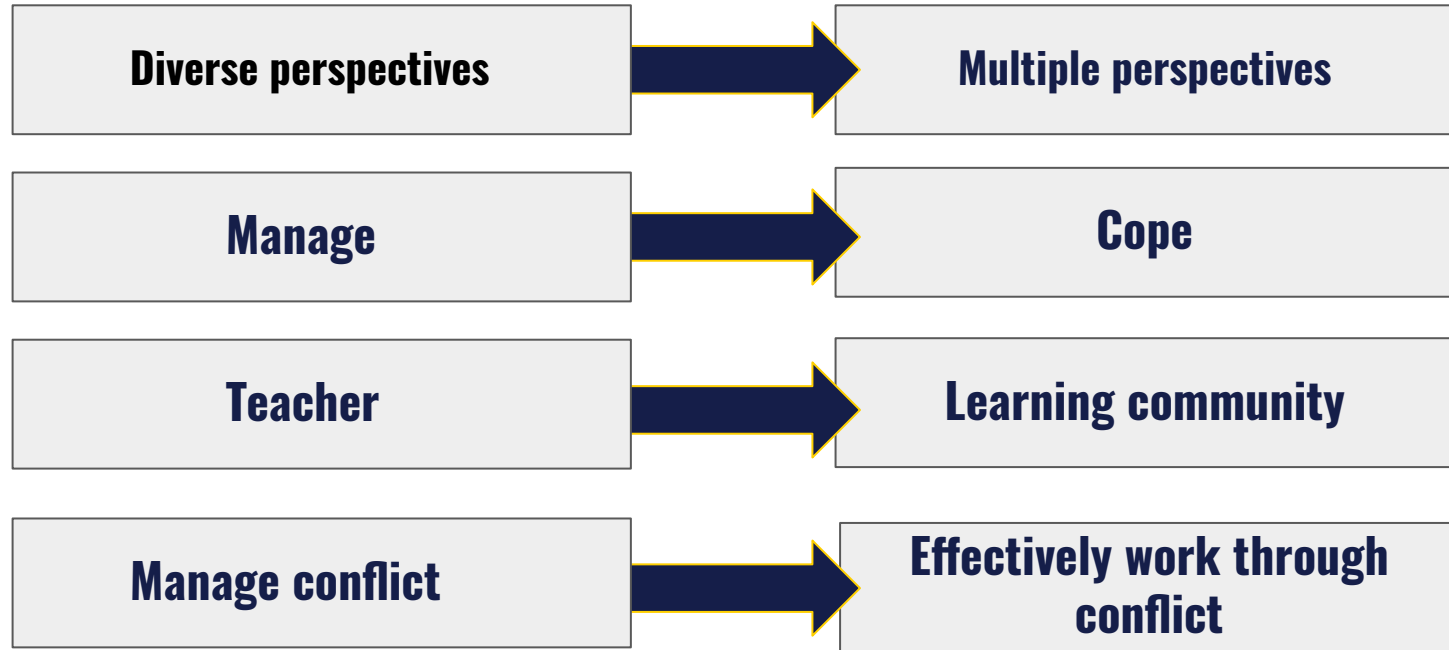 Diverse perspectives
Multiple perspectives
Manage
Cope
Teacher
Learning community
Manage conflict
Effectively work through
conflict